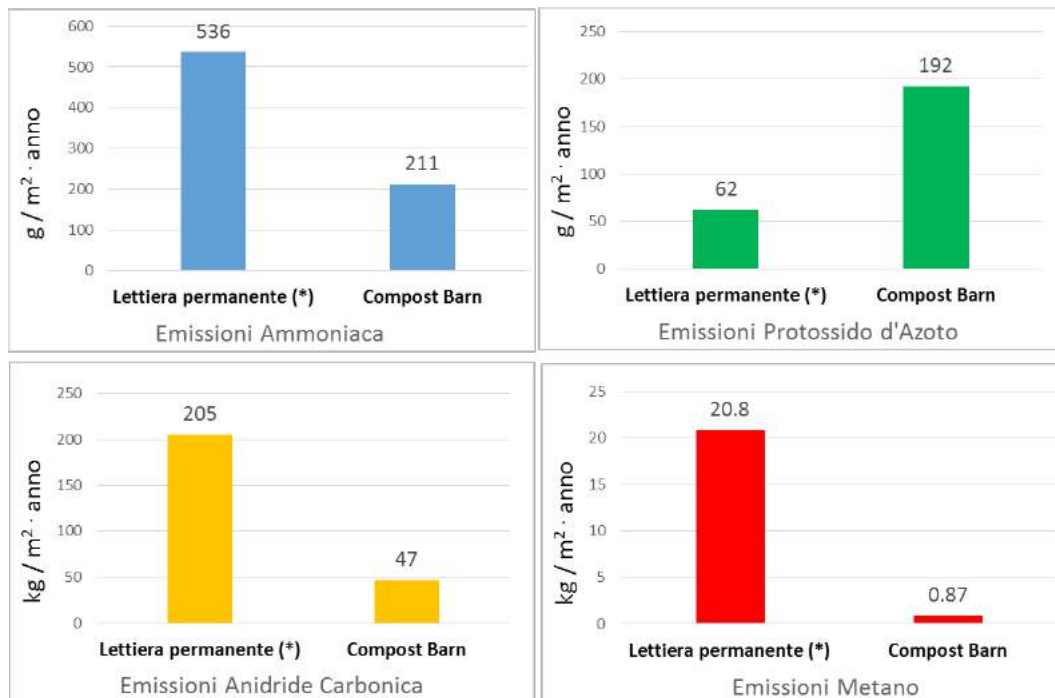 600
500
400
300
200
100
0
536
211
g / m² · anno
Lettiera permanente (*) Compost Barn
Emissioni Ammoniaca
250
200
150
100
50
0
62
192
g / m² · anno
Lettiera permanente (*) Compost Barn
Emissioni Protossido d'Azoto
250
200
150
100
50
0
205
47
kg / m² · anno
Lettiera permanente (*) Compost Barn
Emissioni Anidride Carbonica
25
20
15
10
5
0
20.8
0.87
kg / m² · anno
Lettiera permanente (*) Compost Barn
Emissioni Metano